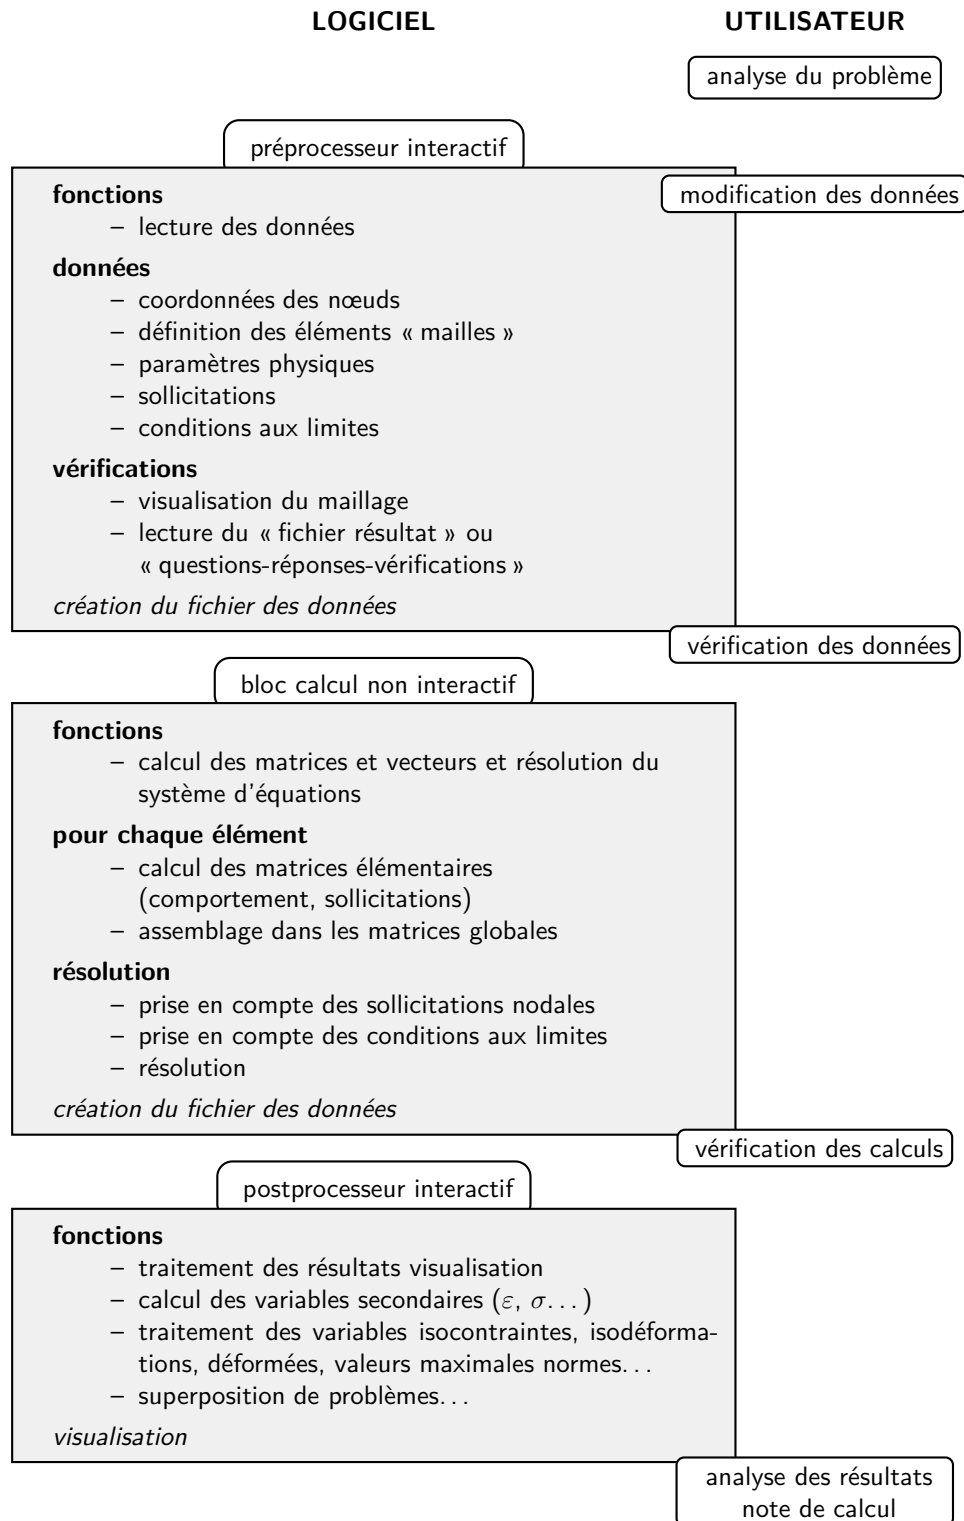 LOGICIEL
UTILISATEUR
analyse du problème
préprocesseur interactif
modification des données
fonctions
– lecture des données
données
– coordonnées des nœuds
– définition des éléments « mailles »
– paramètres physiques
– sollicitations
– conditions aux limites
vérifications
– visualisation du maillage
– lecture du « fichier résultat » ou
« questions-réponses-vérifications »
création du fichier des données
vérification des données
bloc calcul non interactif
fonctions
– calcul des matrices et vecteurs et résolution du
système d'équations
pour chaque élément
– calcul des matrices élémentaires
(comportement, sollicitations)
– assemblage dans les matrices globales
résolution
– prise en compte des sollicitations nodales
– prise en compte des conditions aux limites
– résolution
création du fichier des données
vérification des calculs
postprocesseur interactif
fonctions
– traitement des résultats visualisation
– calcul des variables secondaires (ε, σ...)
– traitement des variables isocontraintes, isodéforma-
tions, déformées, valeurs maximales normes...
– superposition de problèmes...
visualisation
analyse des résultats
note de calcul